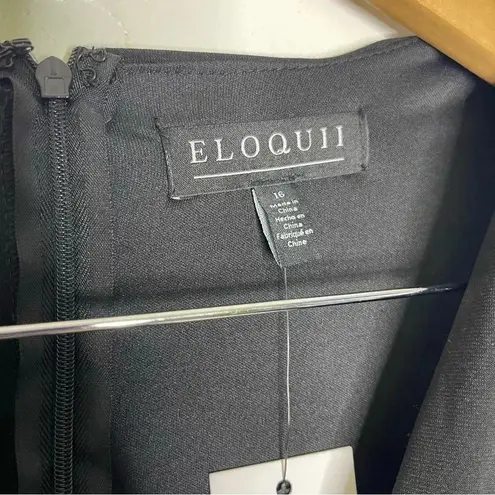 ELOQUII
16
Made in
China
Hecho en
China
Fabriqué en
Chine